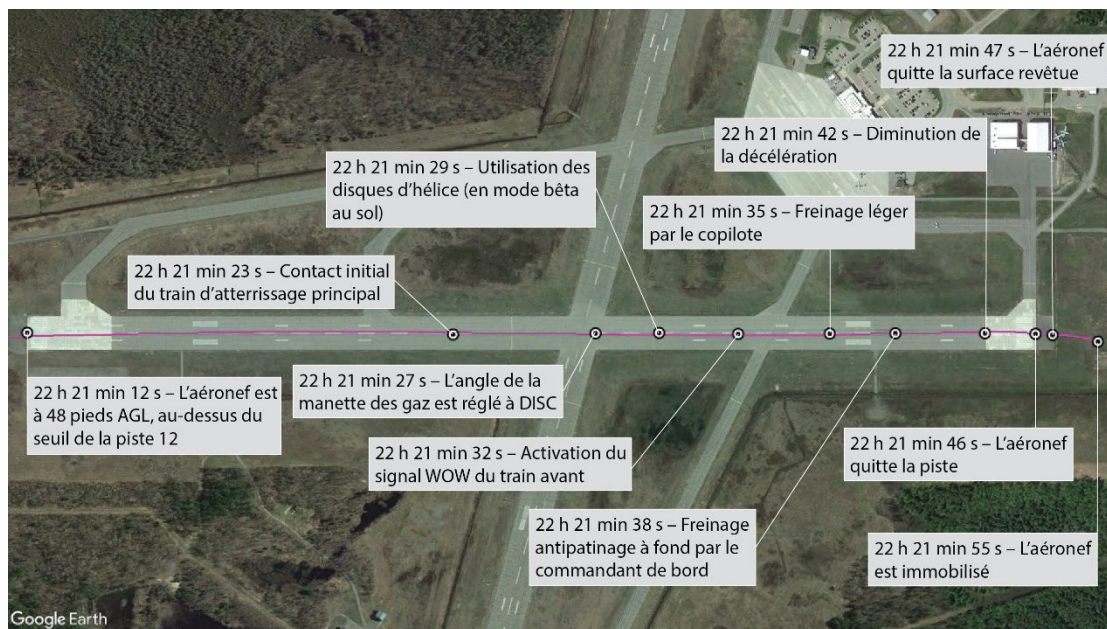 22 h 21 min 47 s – L'aéronef
quitte la surface revêtue
22 h 21 min 42 s – Diminution de
la décélération
22 h 21 min 29 s – Utilisation des
disques d'hélice (en mode bêta
au sol)
22 h 21 min 35 s – Freinage léger
par le copilote
22 h 21 min 23 s – Contact initial
du train d'atterrissage principal
22 h 21 min 12 s – L'aéronef est
à 48 pieds AGL, au-dessus du
seuil de la piste 12
22 h 21 min 27 s – L'angle de la
manette des gaz est réglé à DISC
22 h 21 min 32 s – Activation du
signal WOW du train avant
22 h 21 min 46 s – L'aéronef
quitte la piste
22 h 21 min 38 s – Freinage
antipatinage à fond par le
commandant de bord
22 h 21 min 55 s – L'aéronef
est immobilisé
Google Earth